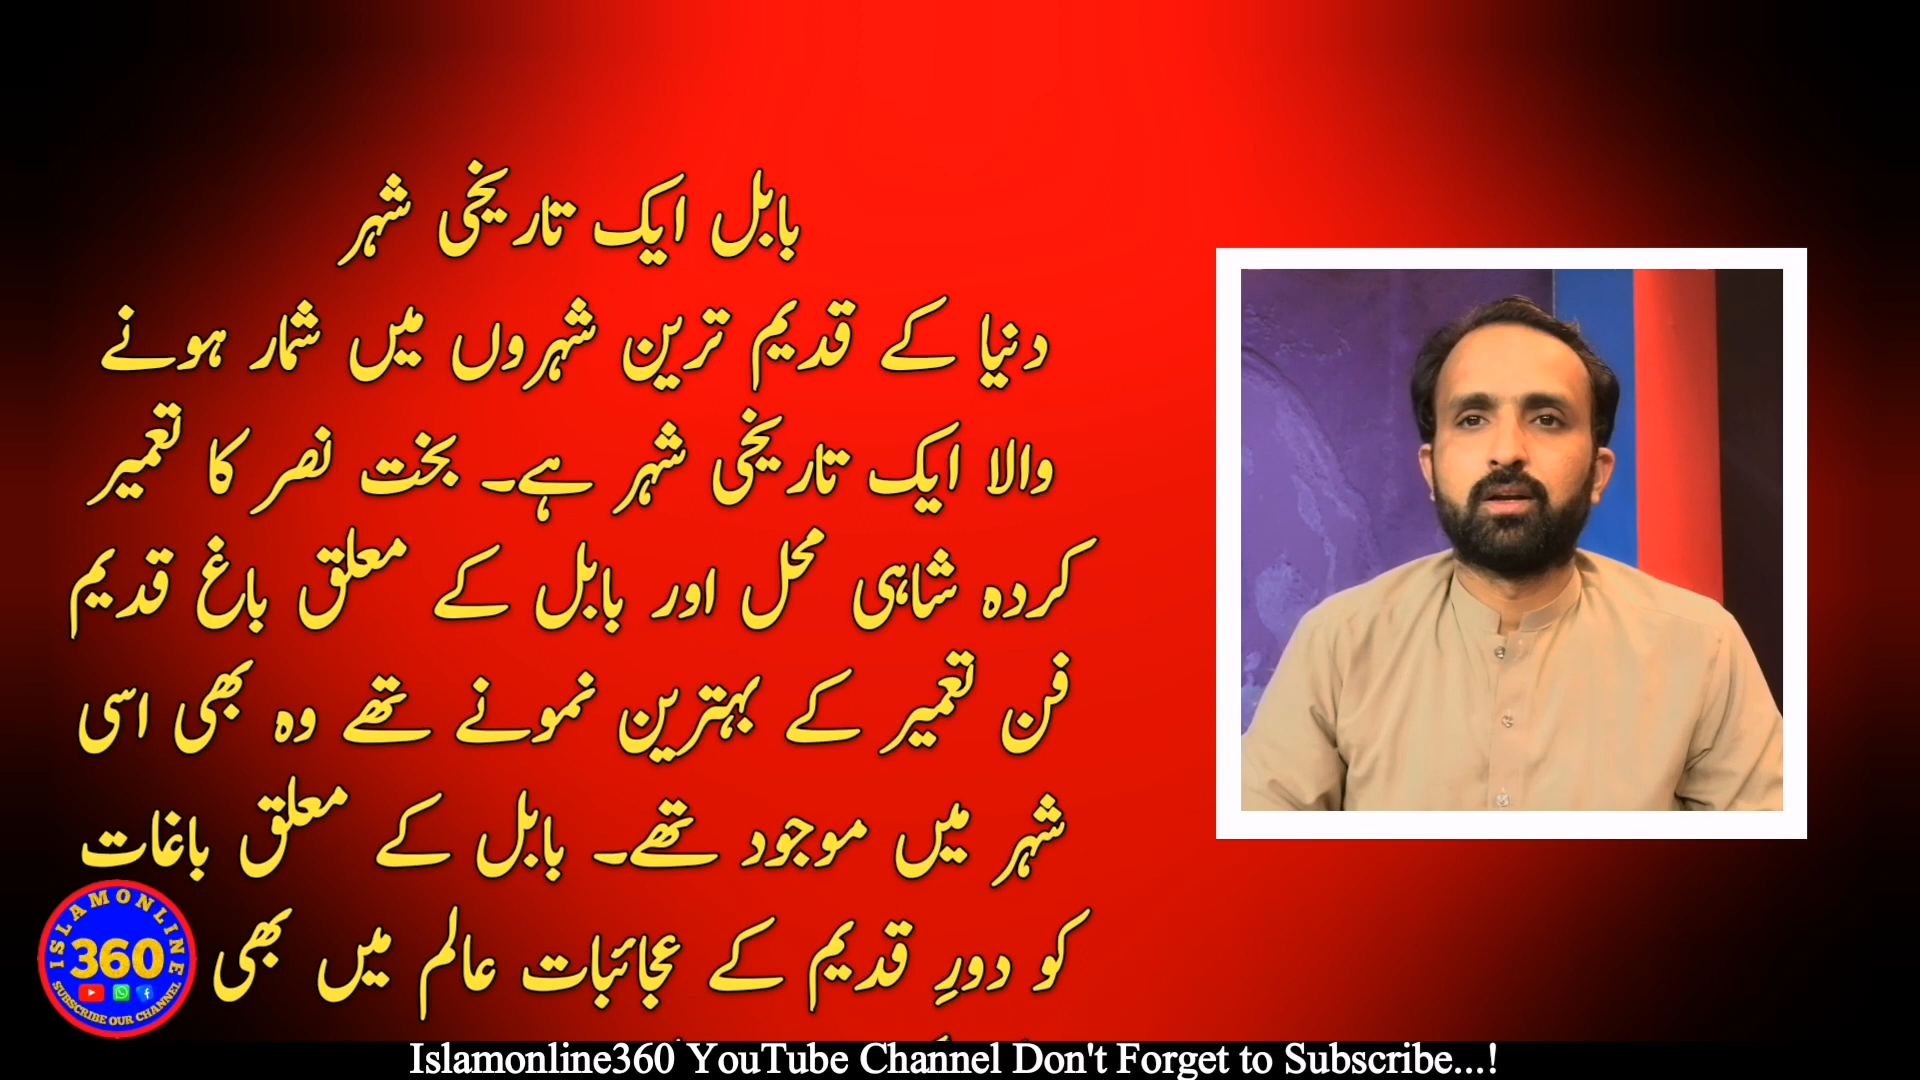 بابل ایک تاریخی شہر
دنیا کے قدیم ترین شہروں میں شمار ہونے
والا ایک تاریخی شہر ہے۔ بخت نصر کا تعمیر
کردہ شاہی محل اور بابل کے معلق باغ قدیم
فن تعمیر کے بہترین نمونے تھے وہ بھی اسی
شہر میں موجود تھے۔ بابل کے معلق باغات
کو دورِ قدیم کے عجائبات عالم میں بھی
ISLAMONLINE
360
SUBSCRIBE OUR CHANNEL
Islamonline360 YouTube Channel Don't Forget to Subscribe...!